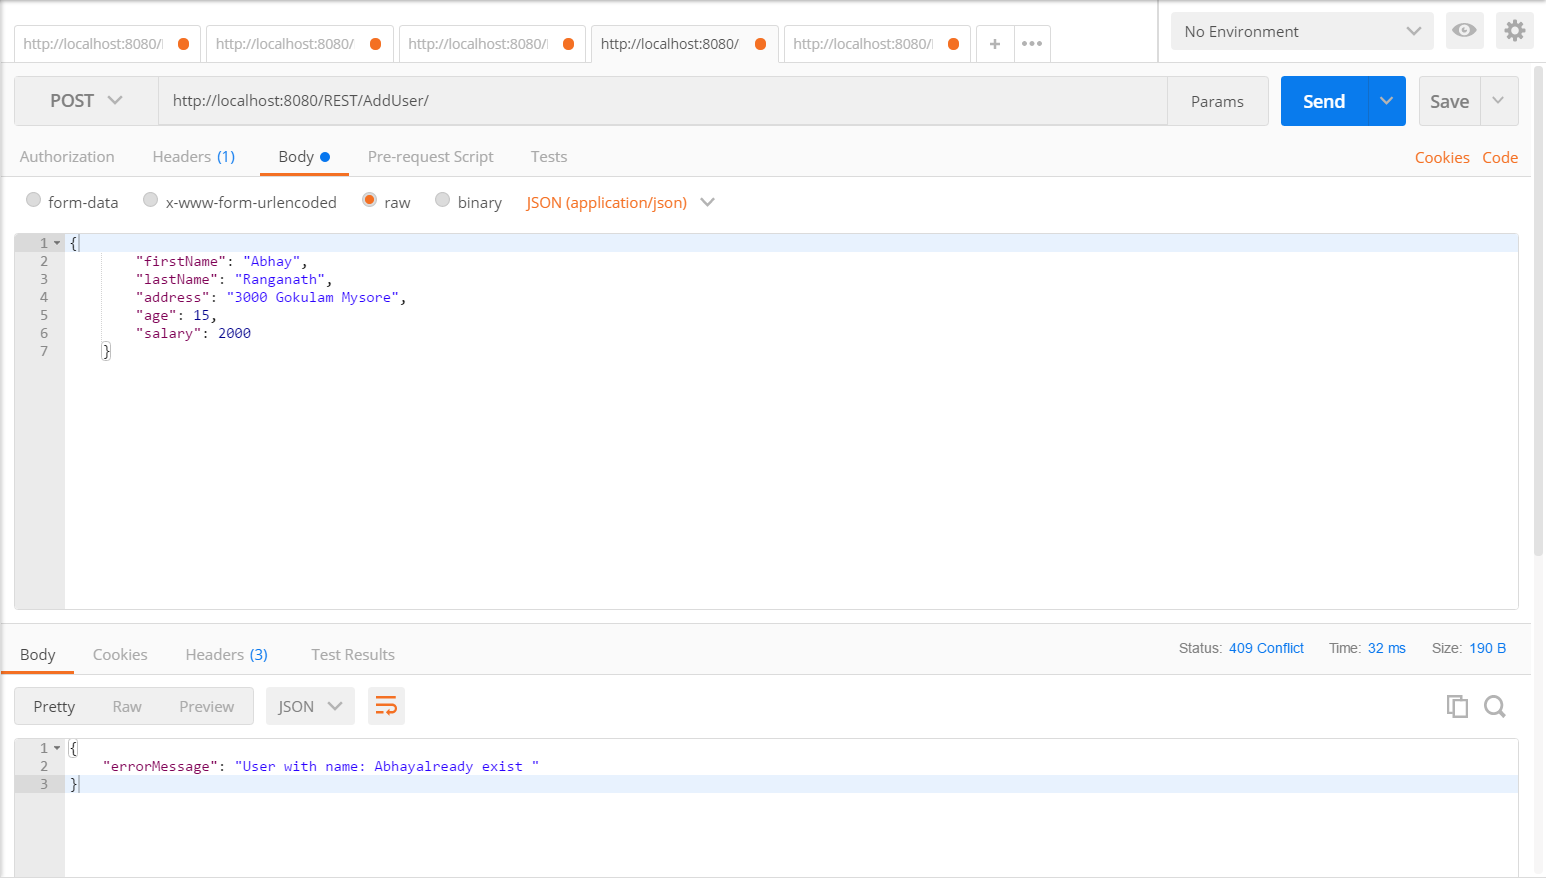 http://localhost:8080/ http://localhost:8080/ http://localhost:8080/ http://localhost:8080/ http://localhost:8080/ + ••• No Environment
POST http://localhost:8080/REST/AddUser/ Params Send Save
Authorization Headers (1) Body Pre-request Script Tests Cookies Code
form-data x-www-form-urlencoded raw binary JSON (application/json)
1 {
2 "firstName": "Abhay",
3 "lastName": "Ranganath",
4 "address": "3000 Gokulam Mysore",
5 "age": 15,
6 "salary": 2000
7 }
Body Cookies Headers (3) Test Results Status: 409 Conflict Time: 32 ms Size: 190 B
Pretty Raw Preview JSON
1 {
2 "errorMessage": "User with name: Abhayalready exist "
3 }